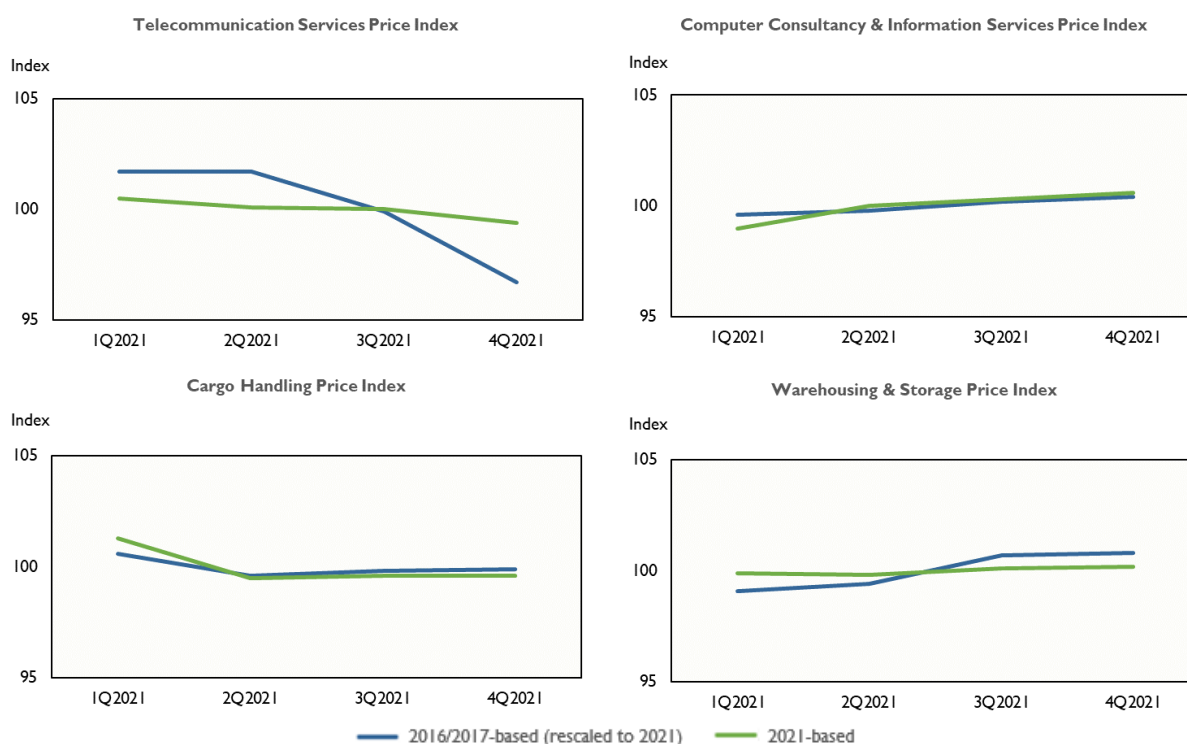 Telecommunication Services Price Index
Index
105
100
95
1Q2021 2Q2021 3Q2021 4Q2021
Computer Consultancy & Information Services Price Index
Index
105
100
95
1Q2021 2Q2021 3Q2021 4Q2021
Cargo Handling Price Index
Index
105
100
95
1Q2021 2Q2021 3Q2021 4Q2021
Warehousing & Storage Price Index
Index
105
100
95
1Q2021 2Q2021 3Q2021 4Q2021
2016/2017-based (rescaled to 2021) 2021-based